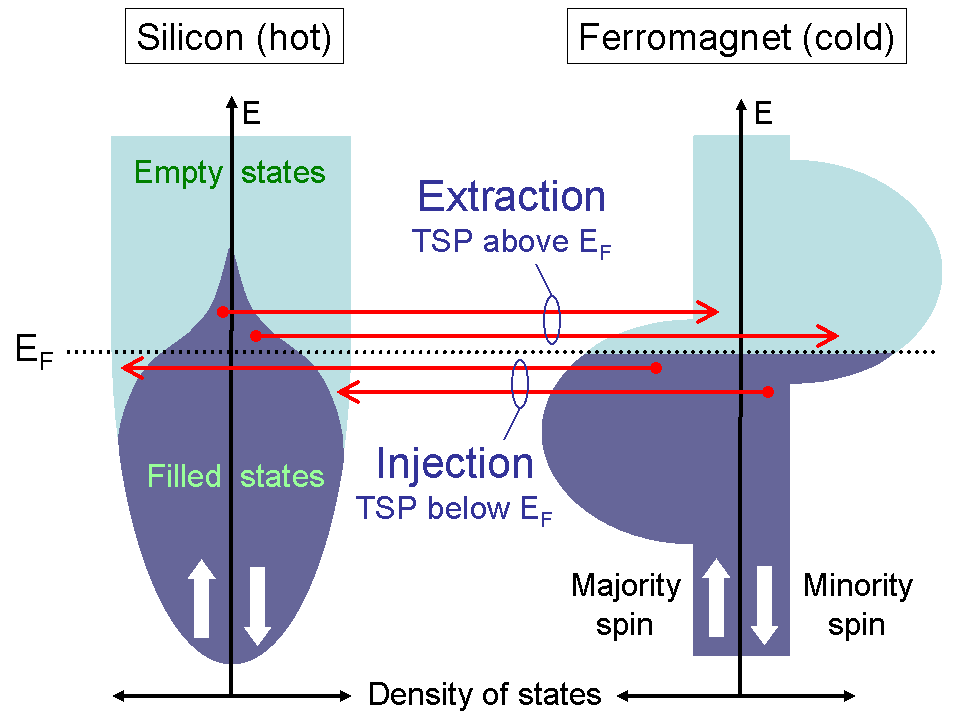 Silicon (hot)
Ferromagnet (cold)
E
E
Empty states
Extraction
TSP above EF
EF
Injection
TSP below EF
Filled states
Majority
spin
Minority
spin
Density of states